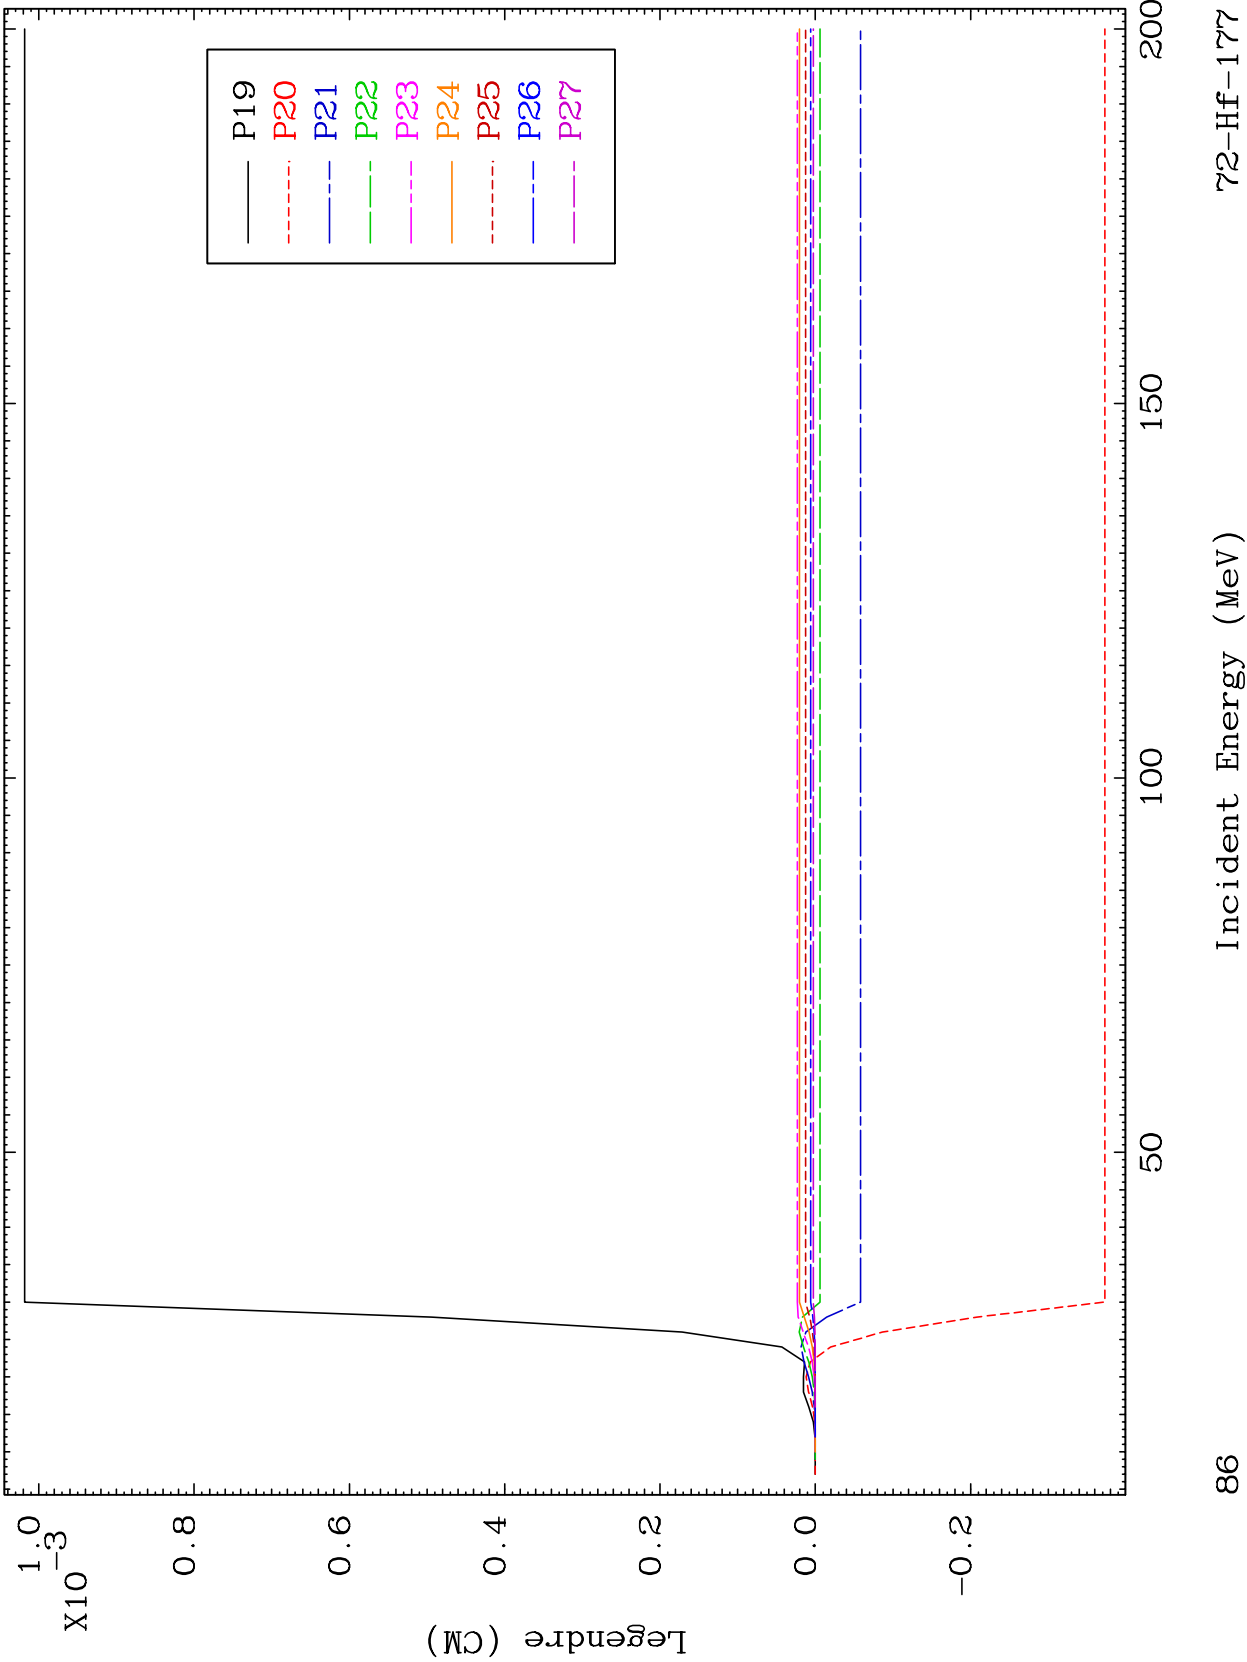 1.0
X10⁻³
0.8
0.6
0.4
0.2
0.0
-0.2
Legendre (CM)
P19
P20
P21
P22
P23
P24
P25
P26
P27
50
100
150
200
Incident Energy (MeV)
86
72-Hf-177